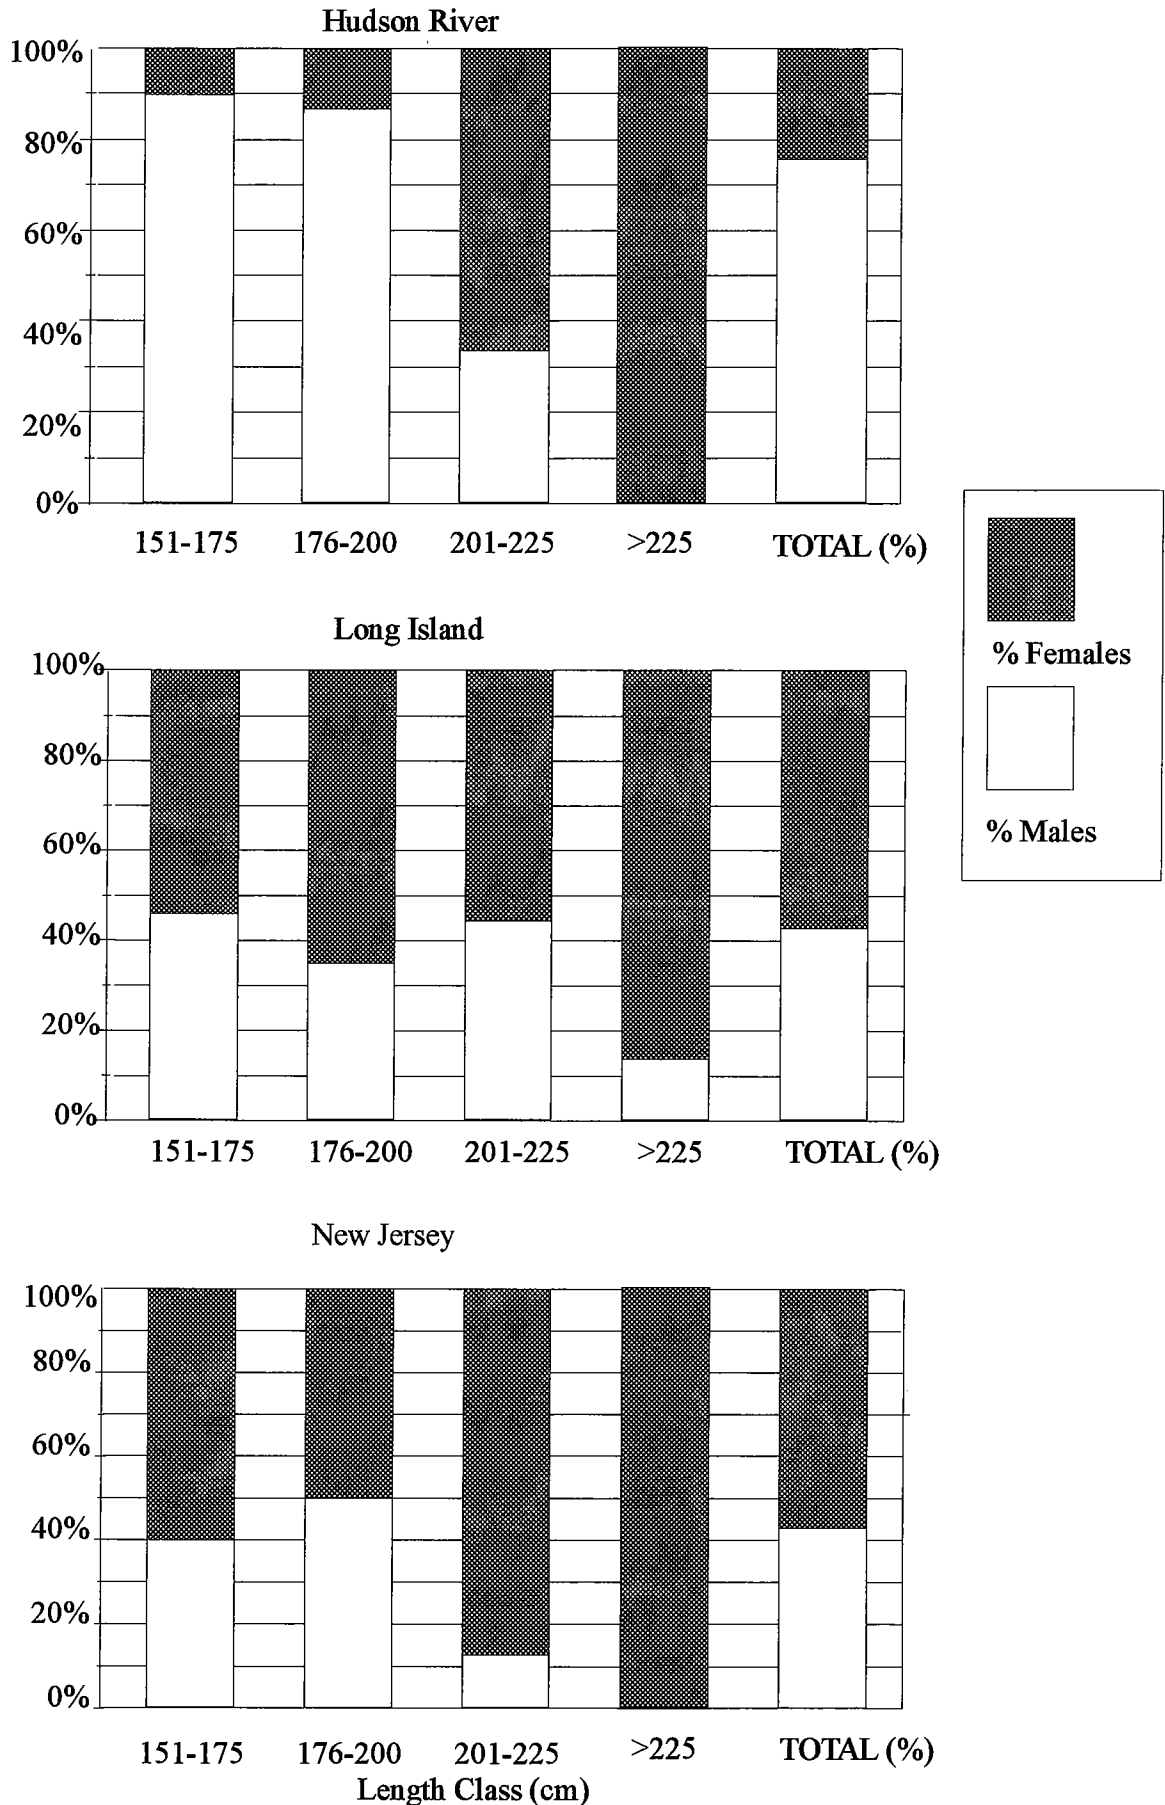 Hudson River
100%
80%
60%
40%
20%
0%
151-175 176-200 201-225 >225 TOTAL (%)
% Females
% Males
Long Island
100%
80%
60%
40%
20%
0%
151-175 176-200 201-225 >225 TOTAL (%)
New Jersey
100%
80%
60%
40%
20%
0%
151-175 176-200 201-225 >225 TOTAL (%)
Length Class (cm)